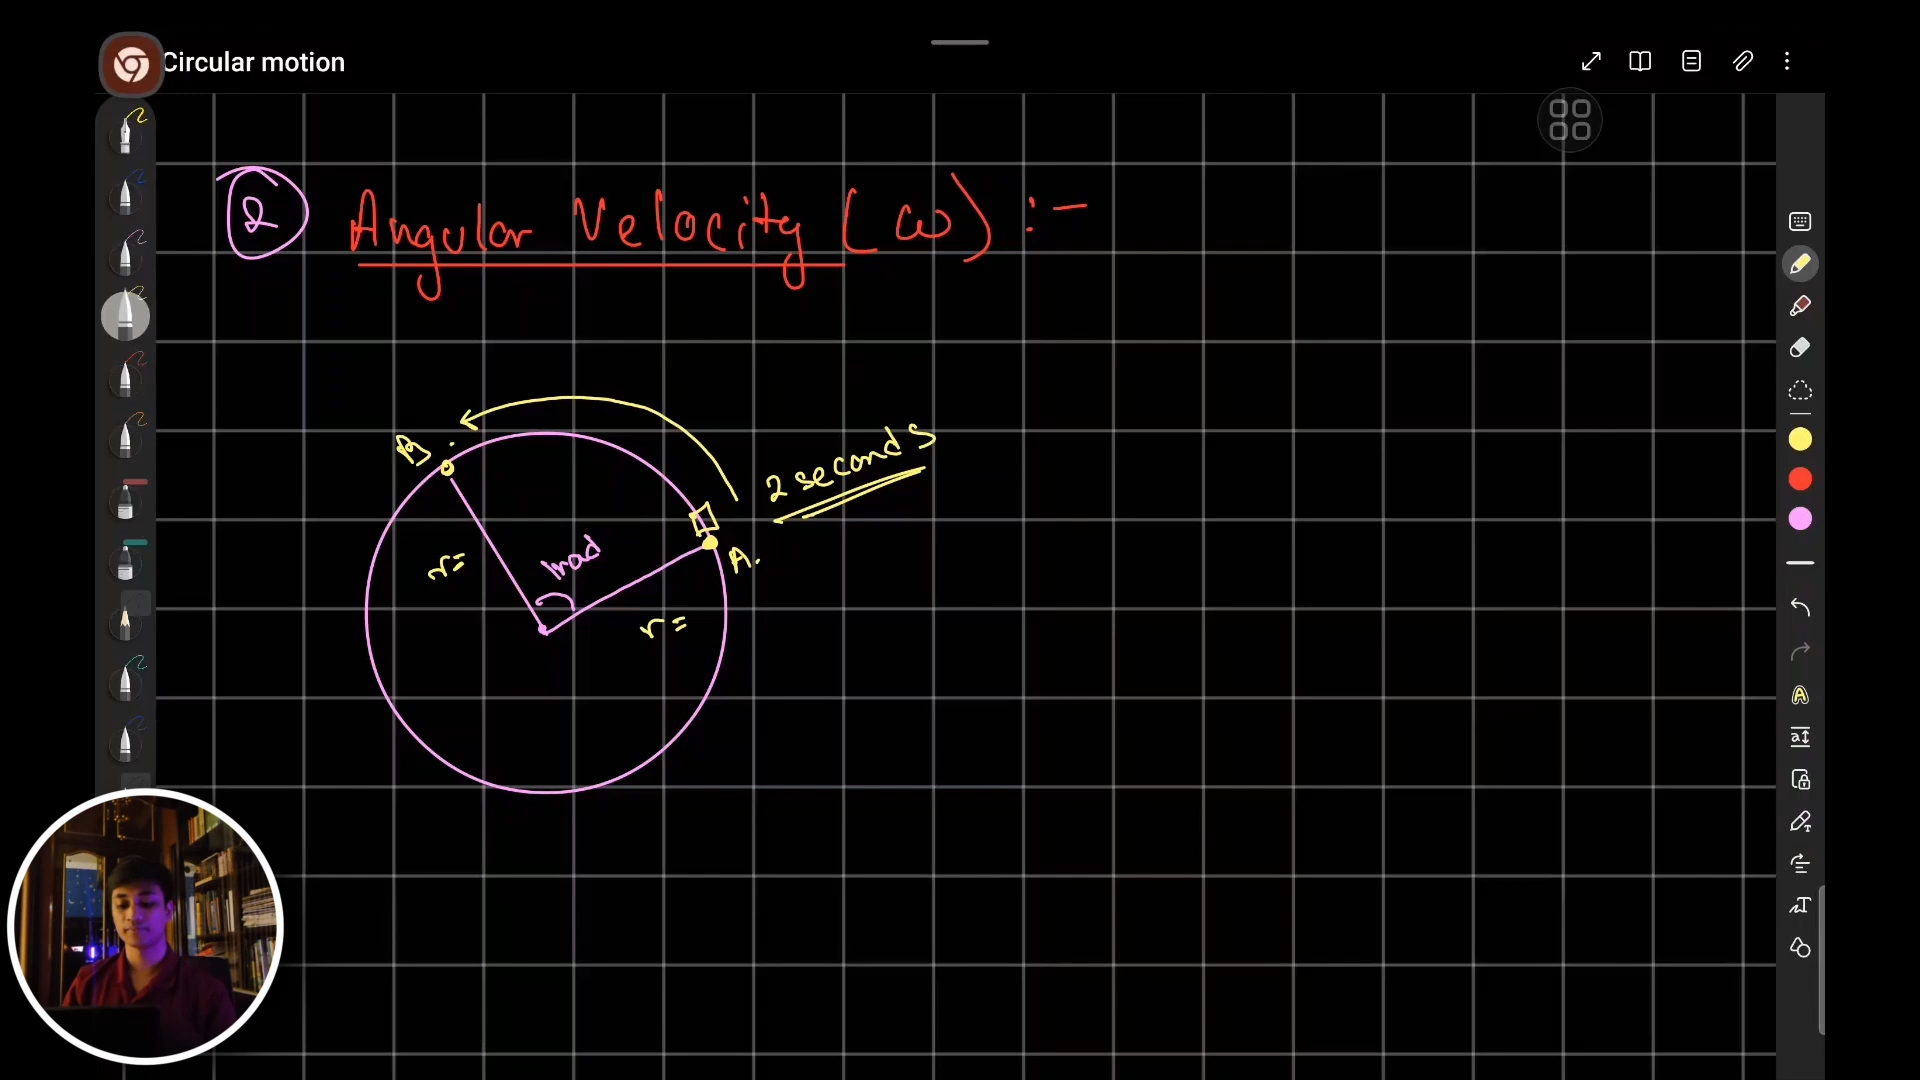 Circular motion
2 Angular Velocity (ω) :-
B
2 seconds
1rad
A.
r=
r=